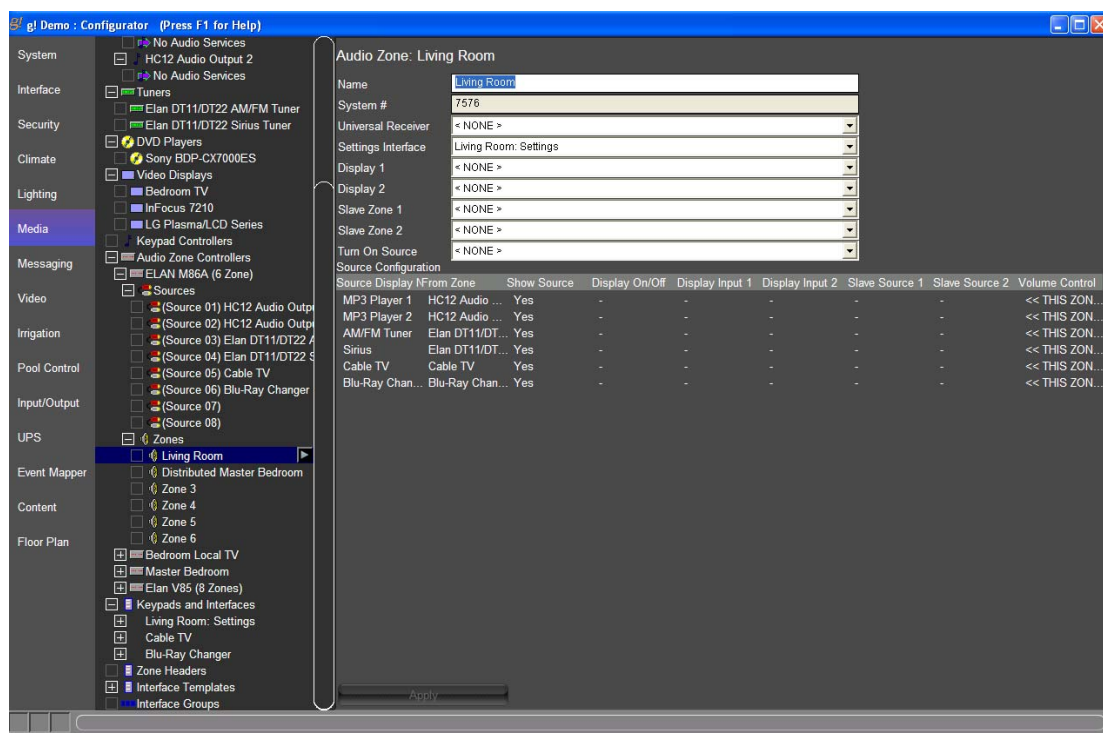 g! Demo : Configurator (Press F1 for Help)
System
Interface
Security
Climate
Lighting
Media
Messaging
Video
Irrigation
Pool Control
Input/Output
UPS
Event Mapper
Content
Floor Plan
No Audio Services
HC12 Audio Output 2
No Audio Services
Tuners
Elan DT11/DT22 AM/FM Tuner
Elan DT11/DT22 Sirius Tuner
DVD Players
Sony BDP-CX7000ES
Video Displays
Bedroom TV
InFocus 7210
LG Plasma/LCD Series
Keypad Controllers
Audio Zone Controllers
ELAN M86A (6 Zone)
Sources
(Source 01) HC12 Audio Outp
(Source 02) HC12 Audio Outp
(Source 03) Elan DT11/DT22 A
(Source 04) Elan DT11/DT22 S
(Source 05) Cable TV
(Source 06) Blu-Ray Changer
(Source 07)
(Source 08)
Zones
Living Room
Distributed Master Bedroom
Zone 3
Zone 4
Zone 5
Zone 6
Bedroom Local TV
Master Bedroom
Elan V85 (8 Zones)
Keypads and Interfaces
Living Room: Settings
Cable TV
Blu-Ray Changer
Zone Headers
Interface Templates
Interface Groups
Audio Zone: Living Room
Name Living Room
System # 7576
Universal Receiver < NONE >
Settings Interface Living Room: Settings
Display 1 < NONE >
Display 2 < NONE >
Slave Zone 1 < NONE >
Slave Zone 2 < NONE >
Turn On Source < NONE >
Source Configuration
Source Display N From Zone Show Source Display On/Off Display Input 1 Display Input 2 Slave Source 1 Slave Source 2 Volume Control
MP3 Player 1 HC12 Audio ... Yes - - - - - << THIS ZON...
MP3 Player 2 HC12 Audio ... Yes - - - - - << THIS ZON...
AM/FM Tuner Elan DT11/DT... Yes - - - - - << THIS ZON...
Sirius Elan DT11/DT... Yes - - - - - << THIS ZON...
Cable TV Cable TV Yes - - - - - << THIS ZON...
Blu-Ray Chan... Blu-Ray Chan... Yes - - - - - << THIS ZON...
Apply